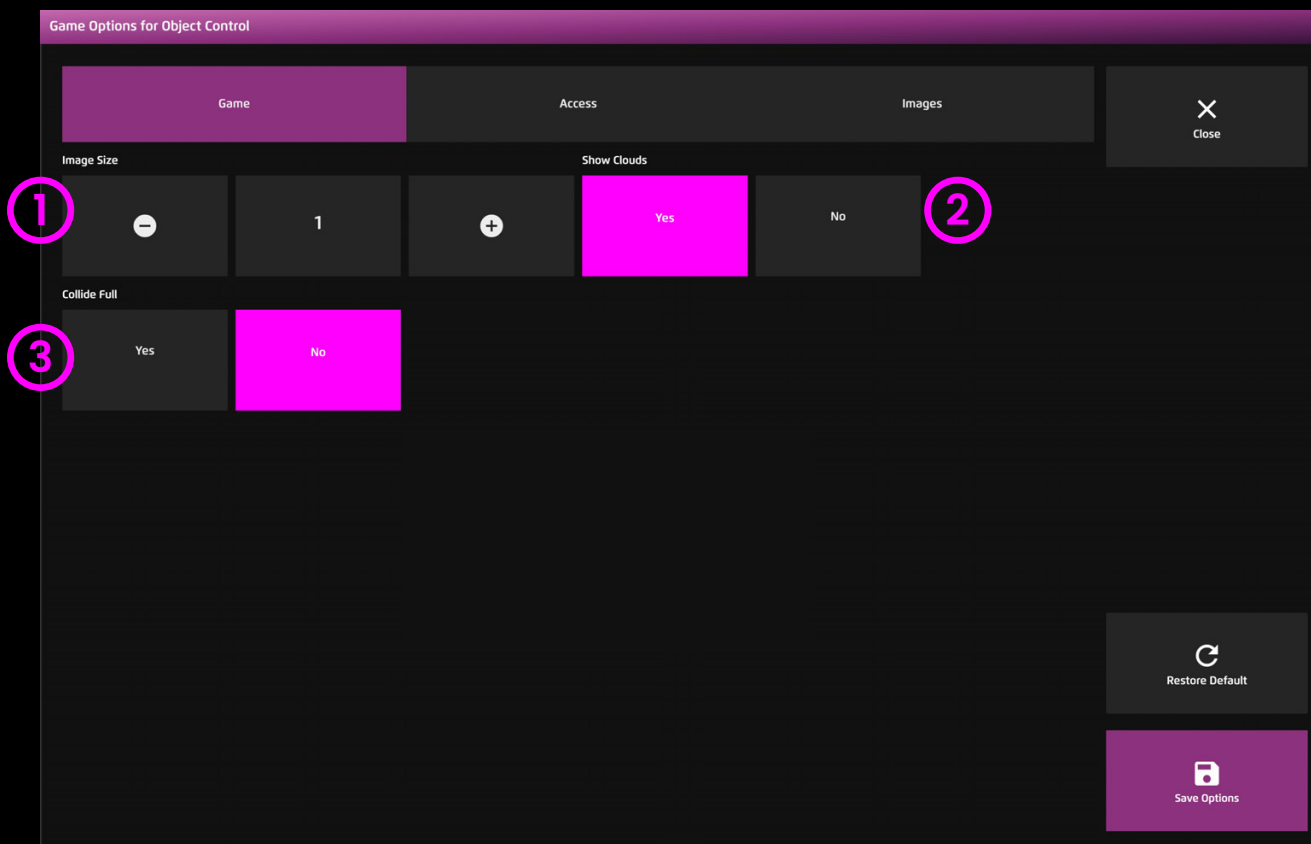 Game Options for Object Control
Game
Access
Images
Close
Image Size
Show Clouds
1
1
Yes
No
2
Collide Full
3
Yes
No
Restore Default
Save Options